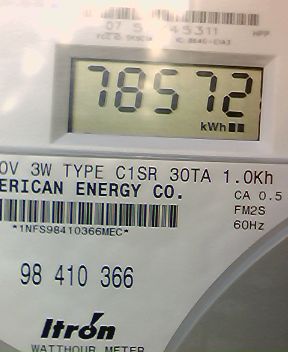 HPP
78572
kWh
0V 3W TYPE C1SR 30TA 1.0Kh
ERICAN ENERGY CO.
CA 0.5
FM2S
60Hz
*1NFS98410366MEC*
98 410 366
Itron
WATTHOUR METER